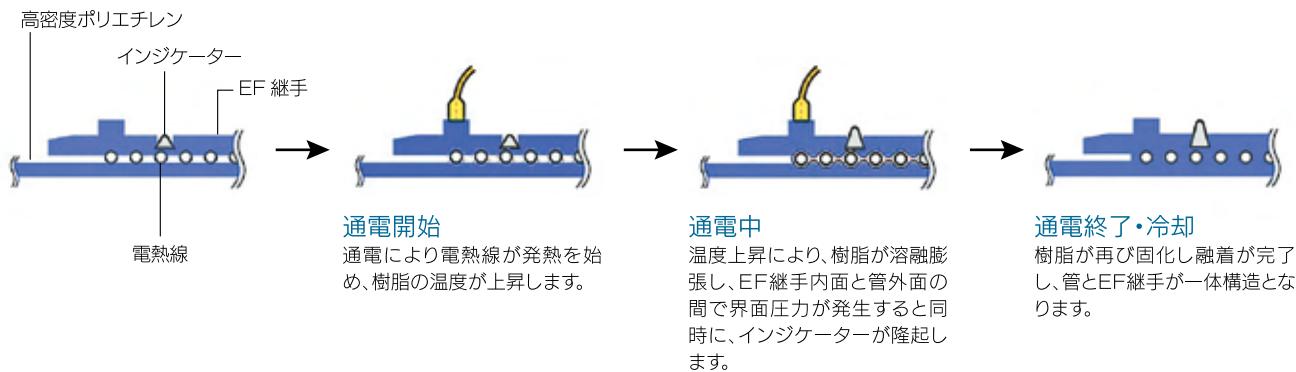 高密度ポリエチレン
インジケーター
EF 継手
電熱線
通電開始
通電により電熱線が発熱を始
め、樹脂の温度が上昇します。
通電中
温度上昇により、樹脂が溶融膨
張し、EF継手内面と管外面の
間で界面圧力が発生すると同
時に、インジケーターが隆起し
ます。
通電終了・冷却
樹脂が再び固化し融着が完了
し、管とEF継手が一体構造とな
ります。